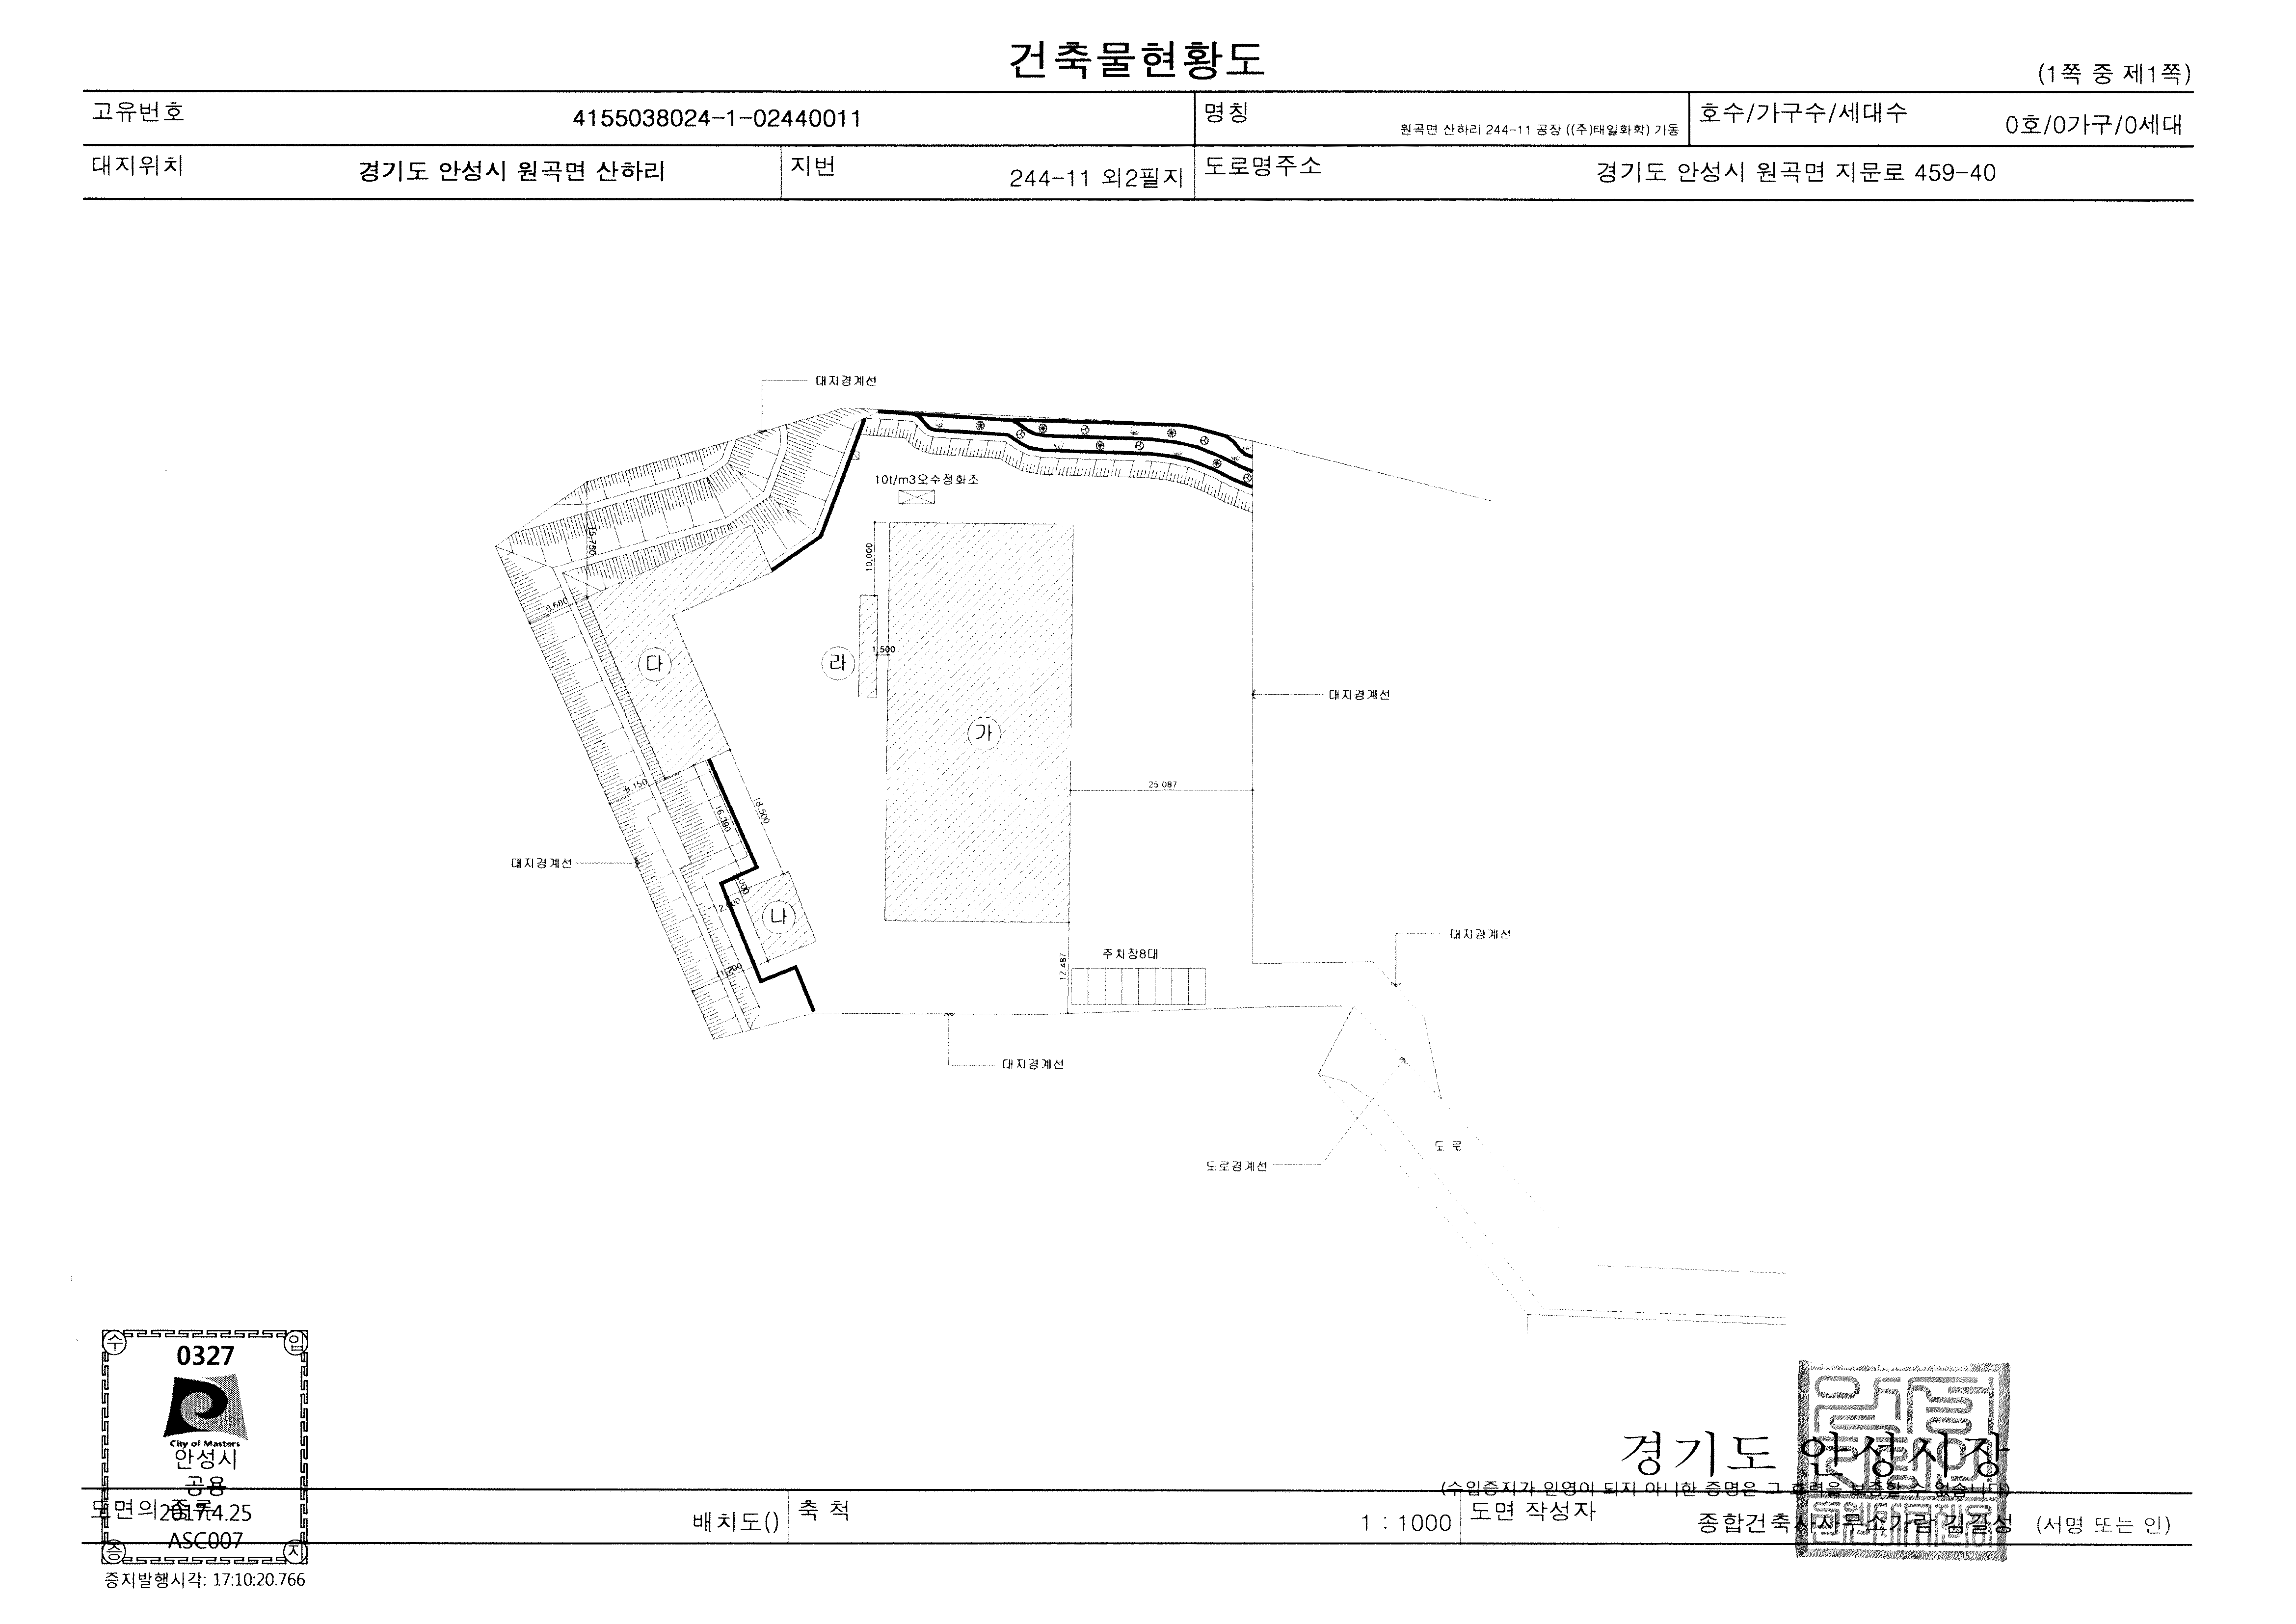 건축물현황도
(1쪽 중 제1쪽)
고유번호 4155038024-1-02440011 명칭 원곡면 산하리 244-11 공장 ((주)태일화학) 가동 호수/가구수/세대수 0호/0가구/0세대
대지위치 경기도 안성시 원곡면 산하리 지번 244-11 외2필지 도로명주소 경기도 안성시 원곡면 지문로 459-40
대지경계선
10t/m3오수정화조
15,750
10,000
8,680
1,500
다
라
가
대지경계선
25.087
8,150
16,390
18,500
대지경계선
나
11,200
12.487
주차장8대
대지경계선
대지경계선
도 로
도로경계선
수 입
0327
City of Masters
안성시
공용
2017.4.25
ASC007
증 지
증지발행시각: 17:10:20.766
경기도 안성시장
(수입증지가 인영이 되지 아니한 증명은 그 효력을 보증할 수 없습니다)
도면의 종류 배치도() 축 척 1 : 1000 도면 작성자 종합건축사사무소가람 김길성 (서명 또는 인)